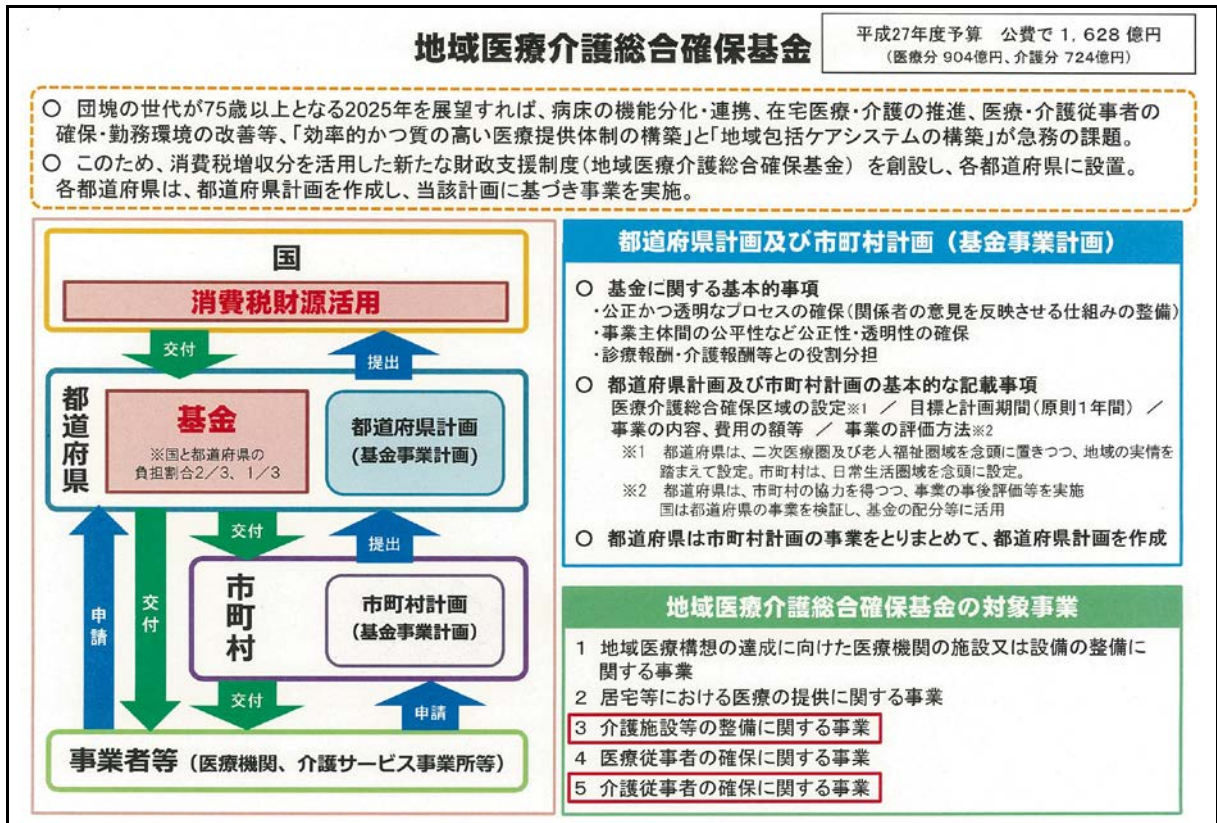 地域医療介護総合確保基金
平成27年度予算 公費で 1,628 億円
(医療分 904億円、介護分 724億円)
○ 団塊の世代が75歳以上となる2025年を展望すれば、病床の機能分化・連携、在宅医療・介護の推進、医療・介護従事者の
確保・勤務環境の改善等、「効率的かつ質の高い医療提供体制の構築」と「地域包括ケアシステムの構築」が急務の課題。
○ このため、消費税増収分を活用した新たな財政支援制度(地域医療介護総合確保基金) を創設し、各都道府県に設置。
各都道府県は、都道府県計画を作成し、当該計画に基づき事業を実施。
国
消費税財源活用
交付
提出
都道府県
基金
※国と都道府県の
負担割合2/3、1/3
都道府県計画
(基金事業計画)
申請
交付
交付
提出
市町村
市町村計画
(基金事業計画)
交付
申請
事業者等 (医療機関、介護サービス事業所等)
都道府県計画及び市町村計画 (基金事業計画)
○ 基金に関する基本的事項
・公正かつ透明なプロセスの確保(関係者の意見を反映させる仕組みの整備)
・事業主体間の公平性など公正性・透明性の確保
・診療報酬・介護報酬等との役割分担
○ 都道府県計画及び市町村計画の基本的な記載事項
医療介護総合確保区域の設定※1 / 目標と計画期間(原則1年間) /
事業の内容、費用の額等 / 事業の評価方法※2
※1 都道府県は、二次医療圏及び老人福祉圏域を念頭に置きつつ、地域の実情を
踏まえて設定。市町村は、日常生活圏域を念頭に設定。
※2 都道府県は、市町村の協力を得つつ、事業の事後評価等を実施
国は都道府県の事業を検証し、基金の配分等に活用
○ 都道府県は市町村計画の事業をとりまとめて、都道府県計画を作成
地域医療介護総合確保基金の対象事業
1 地域医療構想の達成に向けた医療機関の施設又は設備の整備に
関する事業
2 居宅等における医療の提供に関する事業
3 介護施設等の整備に関する事業
4 医療従事者の確保に関する事業
5 介護従事者の確保に関する事業